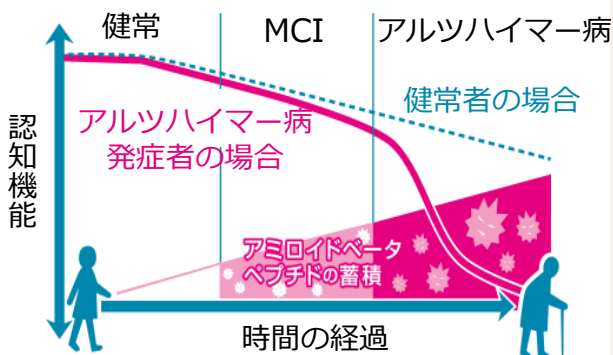 健常
MCI
アルツハイマー病
健常者の場合
アルツハイマー病
発症者の場合
認知機能
アミロイドベータ
ペプチドの蓄積
時間の経過